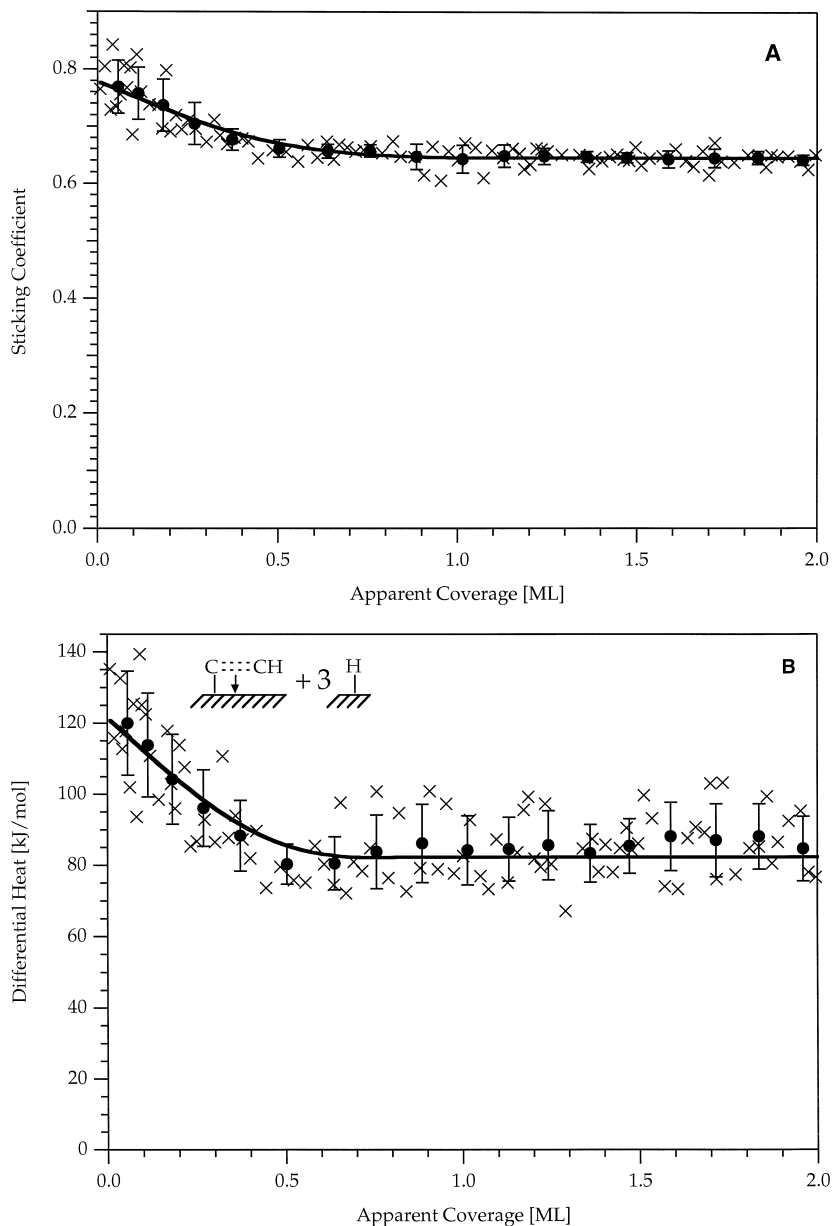 A
0.8
0.6
0.4
0.2
0.0
Sticking Coefficient
0.0 0.5 1.0 1.5 2.0
Apparent Coverage [ML]
B
C CH + 3 H
140
120
100
80
60
40
20
0
Differential Heat [kJ/mol]
0.0 0.5 1.0 1.5 2.0
Apparent Coverage [ML]